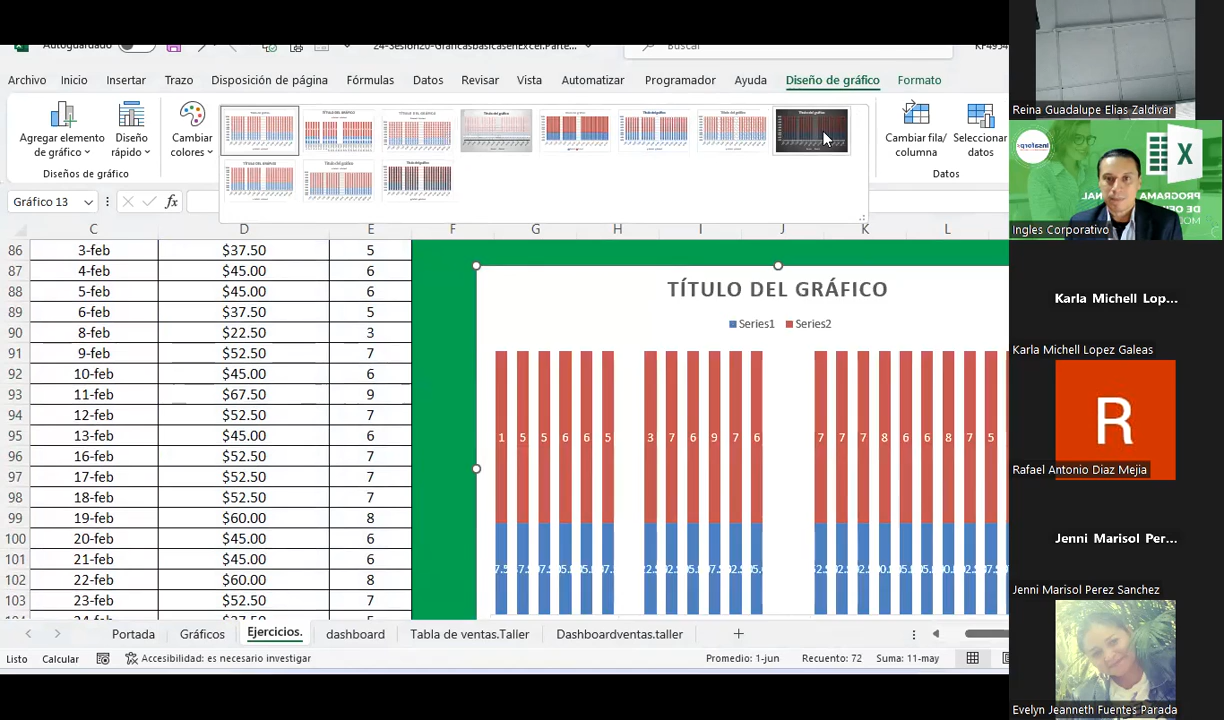 Autoguardado
24-Sesion20-GraficasbasicasenExcel.Parte...
Buscar
Archivo Inicio Insertar Trazo Disposición de página Fórmulas Datos Revisar Vista Automatizar Programador Ayuda Diseño de gráfico Formato
Agregar elemento de gráfico
Diseño rápido
Cambiar colores
Cambiar fila/ columna
Seleccionar datos
Diseños de gráfico
Datos
Gráfico 13
fx
C D E F G H I J K L
86 3-feb $37.50 5
87 4-feb $45.00 6
88 5-feb $45.00 6
89 6-feb $37.50 5
90 8-feb $22.50 3
91 9-feb $52.50 7
92 10-feb $45.00 6
93 11-feb $67.50 9
94 12-feb $52.50 7
95 13-feb $45.00 6
96 16-feb $52.50 7
97 17-feb $52.50 7
98 18-feb $52.50 7
99 19-feb $60.00 8
100 20-feb $45.00 6
101 21-feb $45.00 6
102 22-feb $60.00 8
103 23-feb $52.50 7
TÍTULO DEL GRÁFICO
Series1 Series2
1 5 5 6 6 5 3 7 6 9 7 6 7 7 7 8 6 6 8 7 5
Portada Gráficos Ejercicios. dashboard Tabla de ventas.Taller Dashboardventas.taller
Listo Calcular Accesibilidad: es necesario investigar Promedio: 1-jun Recuento: 72 Suma: 11-may
Reina Guadalupe Elias Zaldivar
insaforp
X
Ingles Corporativo
Karla Michell Lop...
Karla Michell Lopez Galeas
R
Rafael Antonio Diaz Mejia
Jenni Marisol Per...
Jenni Marisol Perez Sanchez
Evelyn Jeanneth Fuentes Parada